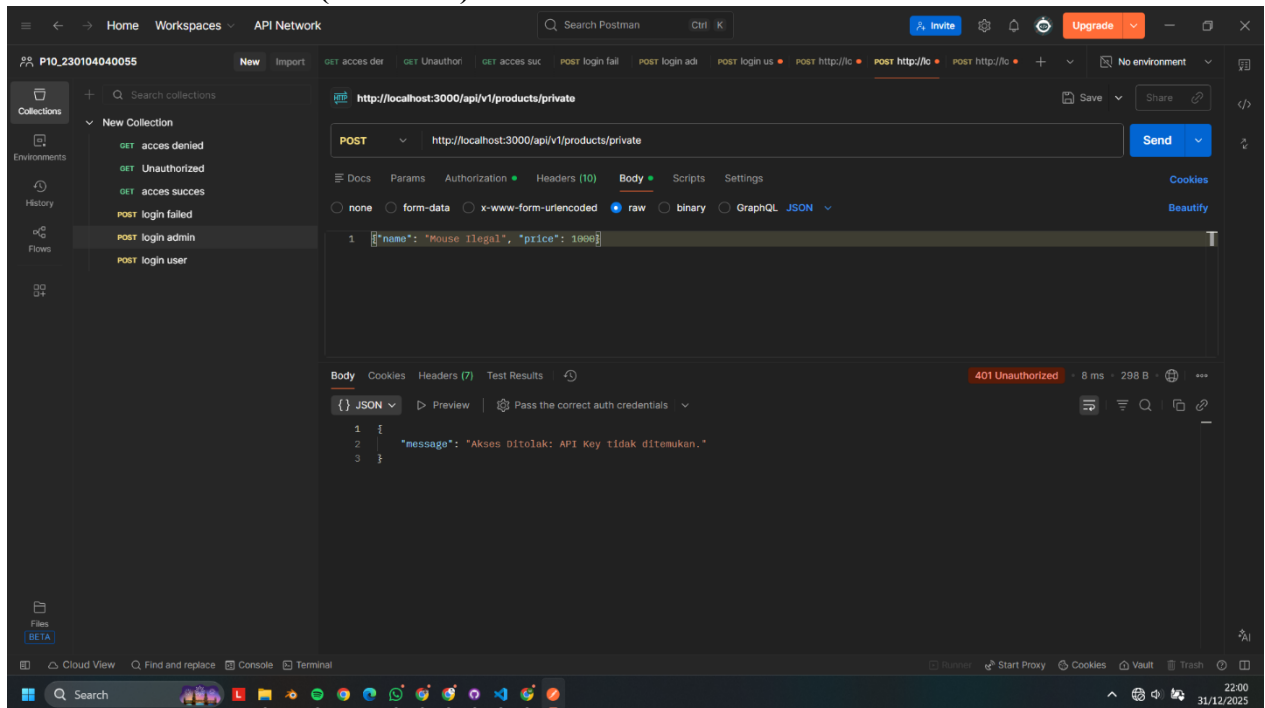 Home Workspaces API Network Search Postman Ctrl K Invite Upgrade
P10_230104040055 New Import GET acces der GET Unauthori GET acces suc POST login fail POST login adı POST login us POST http://lc POST http://lc POST http://lc No environment
Collections Search collections http://localhost:3000/api/v1/products/private Save Share
New Collection
Environments GET acces denied POST http://localhost:3000/api/v1/products/private Send
GET Unauthorized
History GET acces succes Docs Params Authorization Headers (10) Body Scripts Settings Cookies
Flows POST login failed none form-data x-www-form-urlencoded raw binary GraphQL JSON Beautify
POST login admin 1 {"name": "Mouse Ilegal", "price": 1000}
POST login user
Body Cookies Headers (7) Test Results 401 Unauthorized 8 ms 298 B
{} JSON Preview Pass the correct auth credentials
1 {
2 "message": "Akses Ditolak: API Key tidak ditemukan."
3 }
Files
BETA AI
Cloud View Find and replace Console Terminal Runner Start Proxy Cookies Vault Trash
Search 22:00
31/12/2025